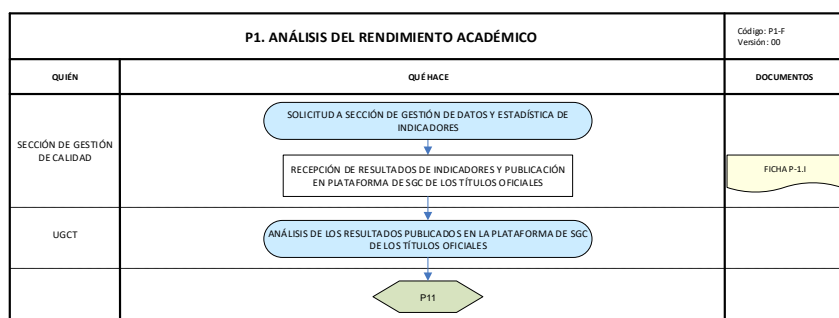 P1. ANÁLISIS DEL RENDIMIENTO ACADÉMICO
Código: P1-F
Versión: 00
QUIÉN
QUÉ HACE
DOCUMENTOS
SOLICITUD A SECCIÓN DE GESTIÓN DE DATOS Y ESTADÍSTICA DE
INDICADORES
SECCIÓN DE GESTIÓN
DE CALIDAD
RECEPCIÓN DE RESULTADOS DE INDICADORES Y PUBLICACIÓN
EN PLATAFORMA DE SGC DE LOS TÍTULOS OFICIALES
FICHA P-1.I
UGCT
ANÁLISIS DE LOS RESULTADOS PUBLICADOS EN LA PLATAFORMA DE SGC
DE LOS TÍTULOS OFICIALES
P11